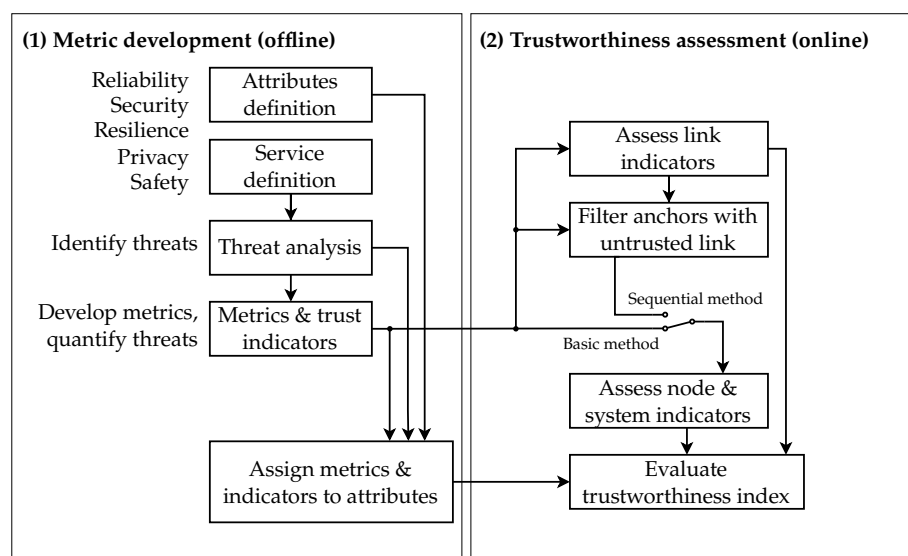 (1) Metric development (offline)
Reliability
Security
Resilience
Privacy
Safety
Attributes
definition
Service
definition
Identify threats
Threat analysis
Develop metrics,
quantify threats
Metrics & trust
indicators
Assign metrics &
indicators to attributes
(2) Trustworthiness assessment (online)
Assess link
indicators
Filter anchors with
untrusted link
Sequential method
Basic method
Assess node &
system indicators
Evaluate
trustworthiness index